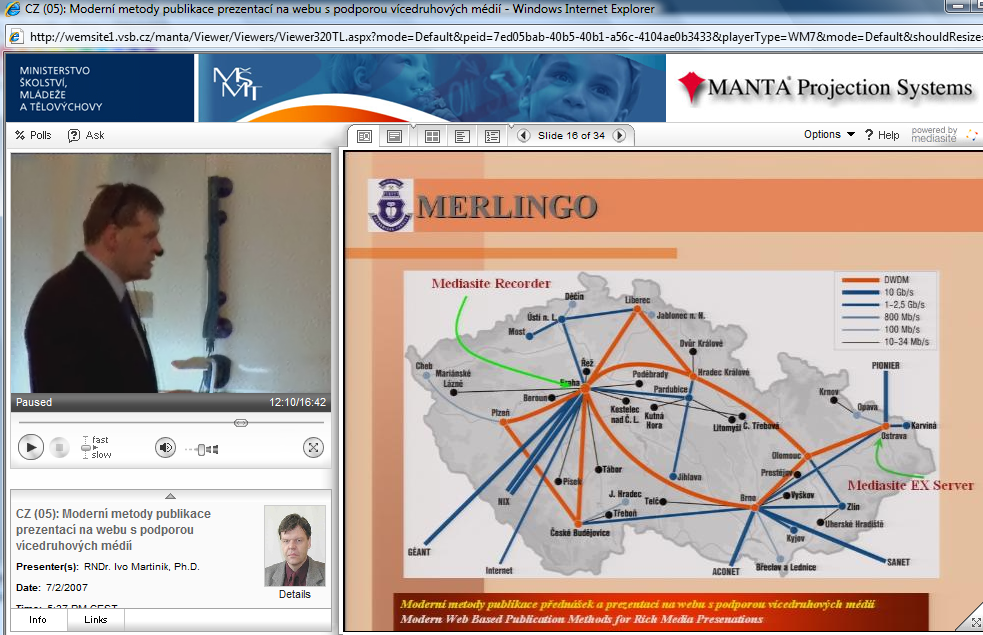 CZ (05): Moderní metody publikace prezentací na webu s podporou vícedruhových médií - Windows Internet Explorer
http://wemsite1.vsb.cz/manta/Viewer/Viewers/Viewer320TL.aspx?mode=Default&peid=7ed05bab-40b5-40b1-a56c-4104ae0b3433&playerType=WM7&mode=Default&shouldResize=
MINISTERSTVO
ŠKOLSTVÍ,
MLÁDEŽE
A TĚLOVÝCHOVY
MŠMT
MANTA® Projection Systems
Polls
Ask
Slide 16 of 34
Options
Help
powered by
mediasite
Paused
12:10/16:42
fast
slow
CZ (05): Moderní metody publikace
prezentací na webu s podporou
vícedruhových médií
Presenter(s): RNDr. Ivo Martiník, Ph.D.
Date: 7/2/2007
Time: 5:27 PM CEST
Details
Info
Links
MERLINGO
Mediasite Recorder
DWDM
10 Gb/s
1–2,5 Gb/s
800 Mb/s
100 Mb/s
10–34 Mb/s
Děčín
Liberec
Ústí n. L.
Jablonec n. N.
Most
Dvůr Králové
Cheb
Mariánské
Lázně
Řež
Praha
Poděbrady
Hradec Králové
PIONIER
Beroun
Pardubice
Krnov
Opava
Plzeň
Kostelec
nad Č. L.
Kutná
Hora
Litomyšl
Č. Třebová
Karviná
Ostrava
Olomouc
Tábor
Jihlava
Prostějov
Mediasite EX Server
Písek
NIX
J. Hradec
Telč
Brno
Vyškov
Třeboň
Zlín
České Budějovice
Uherské Hradiště
Kyjov
GÉANT
Internet
ACONET
Břeclav a Lednice
SANET
Moderní metody publikace přednášek a prezentací na webu s podporou vícedruhových médií
Modern Web Based Publication Methods for Rich Media Presenations